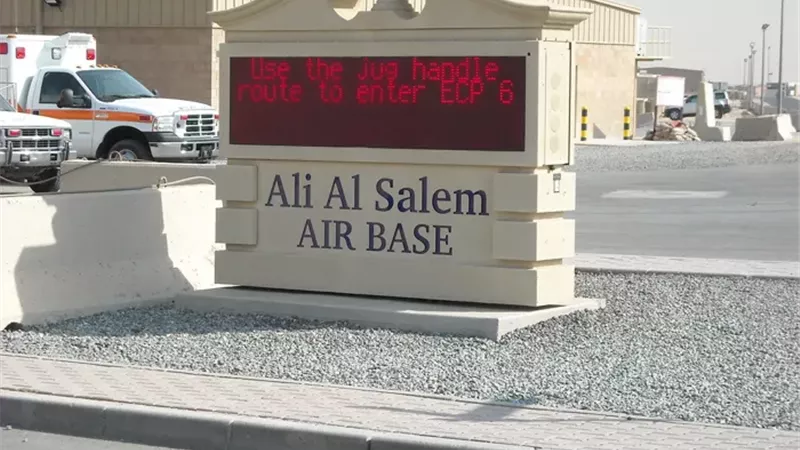 Use the jug handle
route to enter ECP 6
Ali Al Salem
AIR BASE